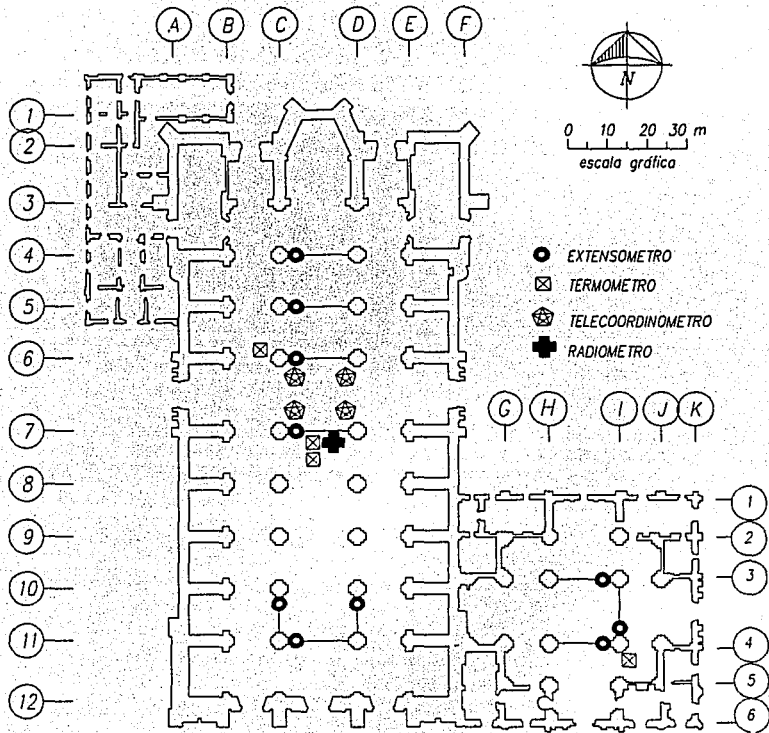 A B C D E F
N
0 10 20 30 m
escala gráfica
1
2
3
4
5
6
7
8
9
10
11
12
EXTENSOMETRO
TERMOMETRO
TELECOORDINOMETRO
RADIOMETRO
G H I J K
1
2
3
4
5
6